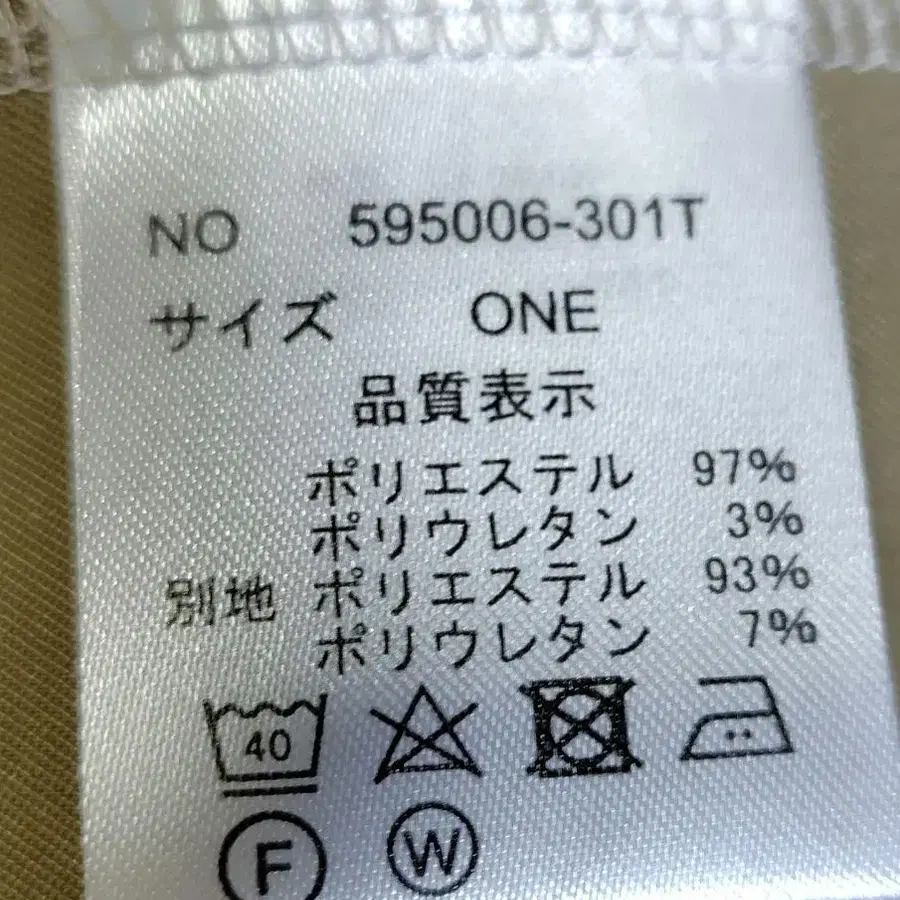 NO 595006-301T
サイズ ONE
品質表示
ポリエステル 97%
ポリウレタン 3%
別地 ポリエステル 93%
ポリウレタン 7%
40
F W